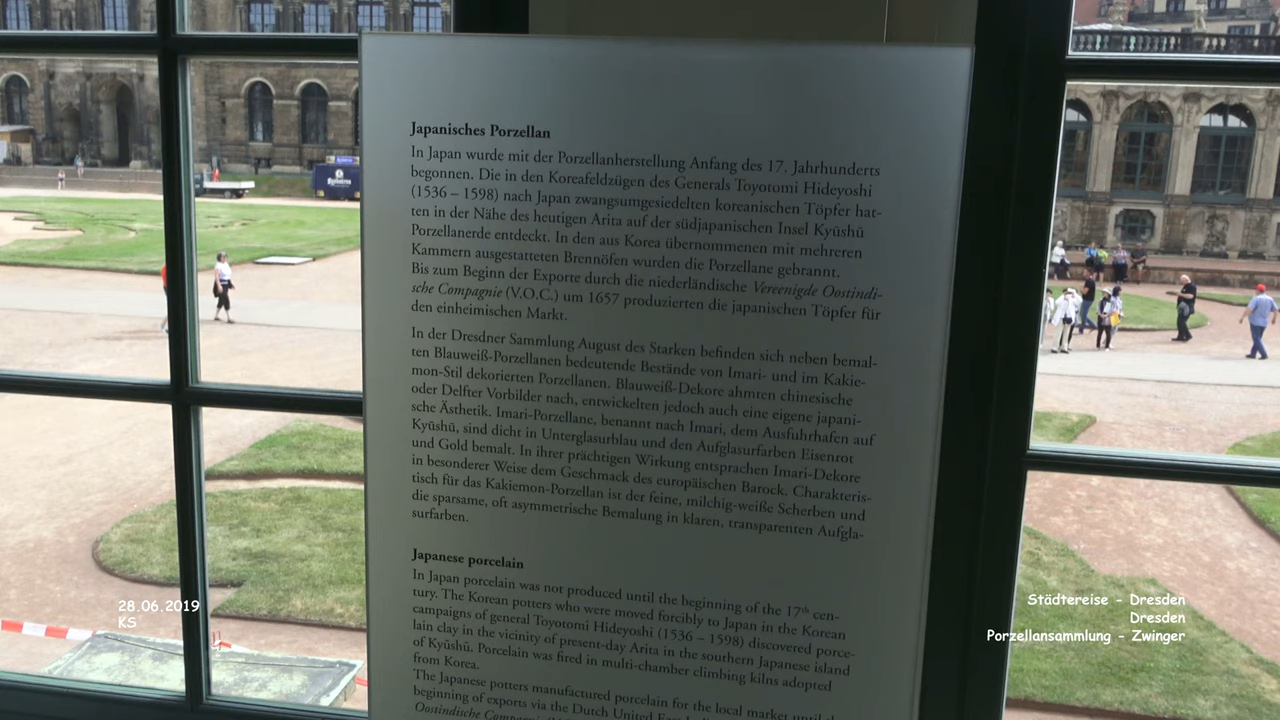 Japanisches Porzellan
In Japan wurde mit der Porzellanherstellung Anfang des 17. Jahrhunderts
begonnen. Die in den Koreafeldzügen des Generals Toyotomi Hideyoshi
(1536 – 1598) nach Japan zwangsumgesiedelten koreanischen Töpfer hat-
ten in der Nähe des heutigen Arita auf der südjapanischen Insel Kyūshū
Porzellanerde entdeckt. In den aus Korea übernommenen mit mehreren
Kammern ausgestatteten Brennöfen wurden die Porzellane gebrannt.
Bis zum Beginn der Exporte durch die niederländische Vereenigde Oostindi-
sche Compagnie (V.O.C.) um 1657 produzierten die japanischen Töpfer für
den einheimischen Markt.
In der Dresdner Sammlung August des Starken befinden sich neben bemal-
ten Blauweiß-Porzellanen bedeutende Bestände von Imari- und im Kakie-
mon-Stil dekorierten Porzellanen. Blauweiß-Dekore ahmten chinesische
oder Delfter Vorbilder nach, entwickelten jedoch auch eine eigene japani-
sche Ästhetik. Imari-Porzellane, benannt nach Imari, dem Ausfuhrhafen auf
Kyūshū, sind dicht in Unterglasurblau und den Aufglasurfarben Eisenrot
und Gold bemalt. In ihrer prächtigen Wirkung entsprechen Imari-Dekore
in besonderer Weise dem Geschmack des europäischen Barock. Charakteris-
tisch für das Kakiemon-Porzellan ist der feine, milchig-weiße Scherben und
die sparsame, oft asymmetrische Bemalung in klaren, transparenten Aufgla-
surfarben.
Japanese porcelain
In Japan porcelain was not produced until the beginning of the 17th cen-
tury. The Korean potters who were moved forcibly to Japan in the Korean
campaigns of general Toyotomi Hideyoshi (1536 – 1598) discovered porce-
lain clay in the vicinity of present-day Arita in the southern Japanese island
of Kyūshū. Porcelain was fired in multi-chamber climbing kilns adopted
from Korea.
The Japanese potters manufactured porcelain for the local market until
beginning of exports via the Dutch United East
Oostindische
28.06.2019
KS
Städtereise - Dresden
Dresden
Porzellansammlung - Zwinger